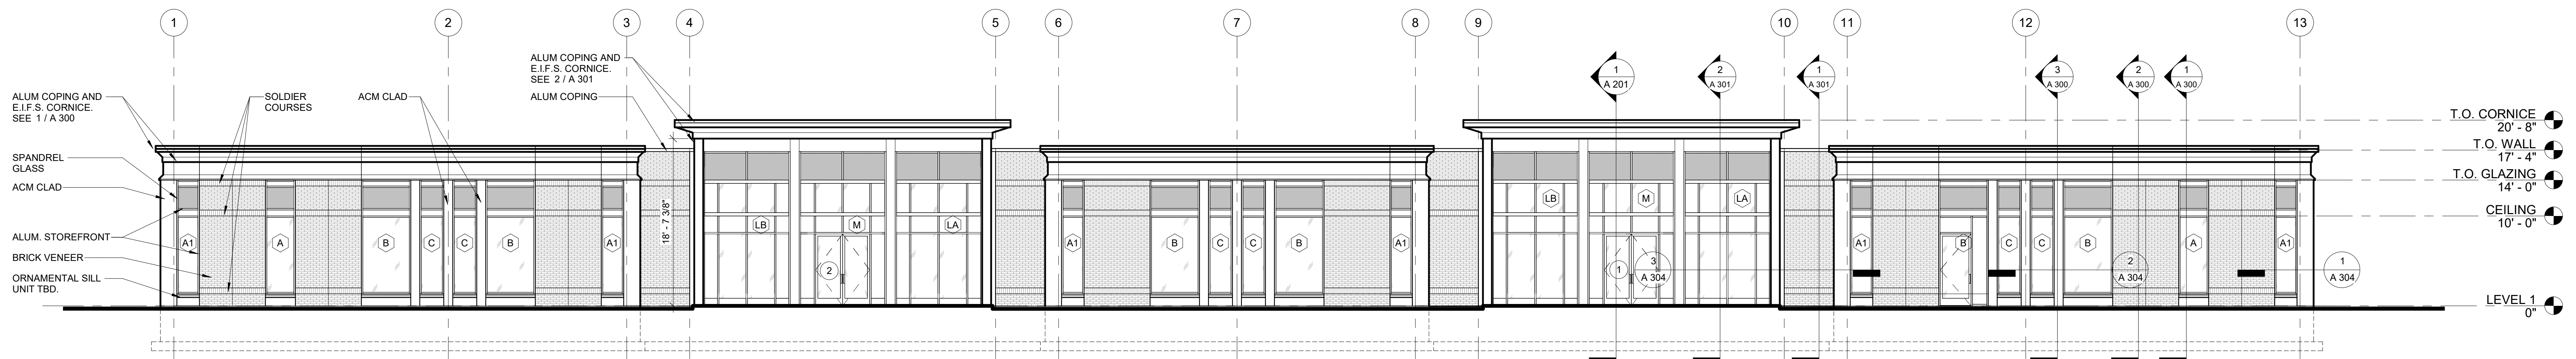 1
2
3
4
5
6
7
8
9
10
11
12
13
ALUM COPING AND
E.I.F.S. CORNICE.
SEE 2 / A 301
ALUM COPING
1
A 201
2
A 301
1
A 301
3
A 300
2
A 300
1
A 300
ALUM COPING AND
E.I.F.S. CORNICE.
SEE 1 / A 300
SOLDIER
COURSES
ACM CLAD
SPANDREL
GLASS
ACM CLAD
ALUM. STOREFRONT
BRICK VENEER
ORNAMENTAL SILL
UNIT TBD.
T.O. CORNICE
20' - 8"
T.O. WALL
17' - 4"
T.O. GLAZING
14' - 0"
CEILING
10' - 0"
LEVEL 1
0"
18' - 7 3/8"
A1
A
B
C
C
B
A1
LB
M
LA
2
A1
B
C
C
B
A1
LB
M
LA
1
3
A 304
A1
B
C
C
B
A
A1
2
A 304
1
A 304